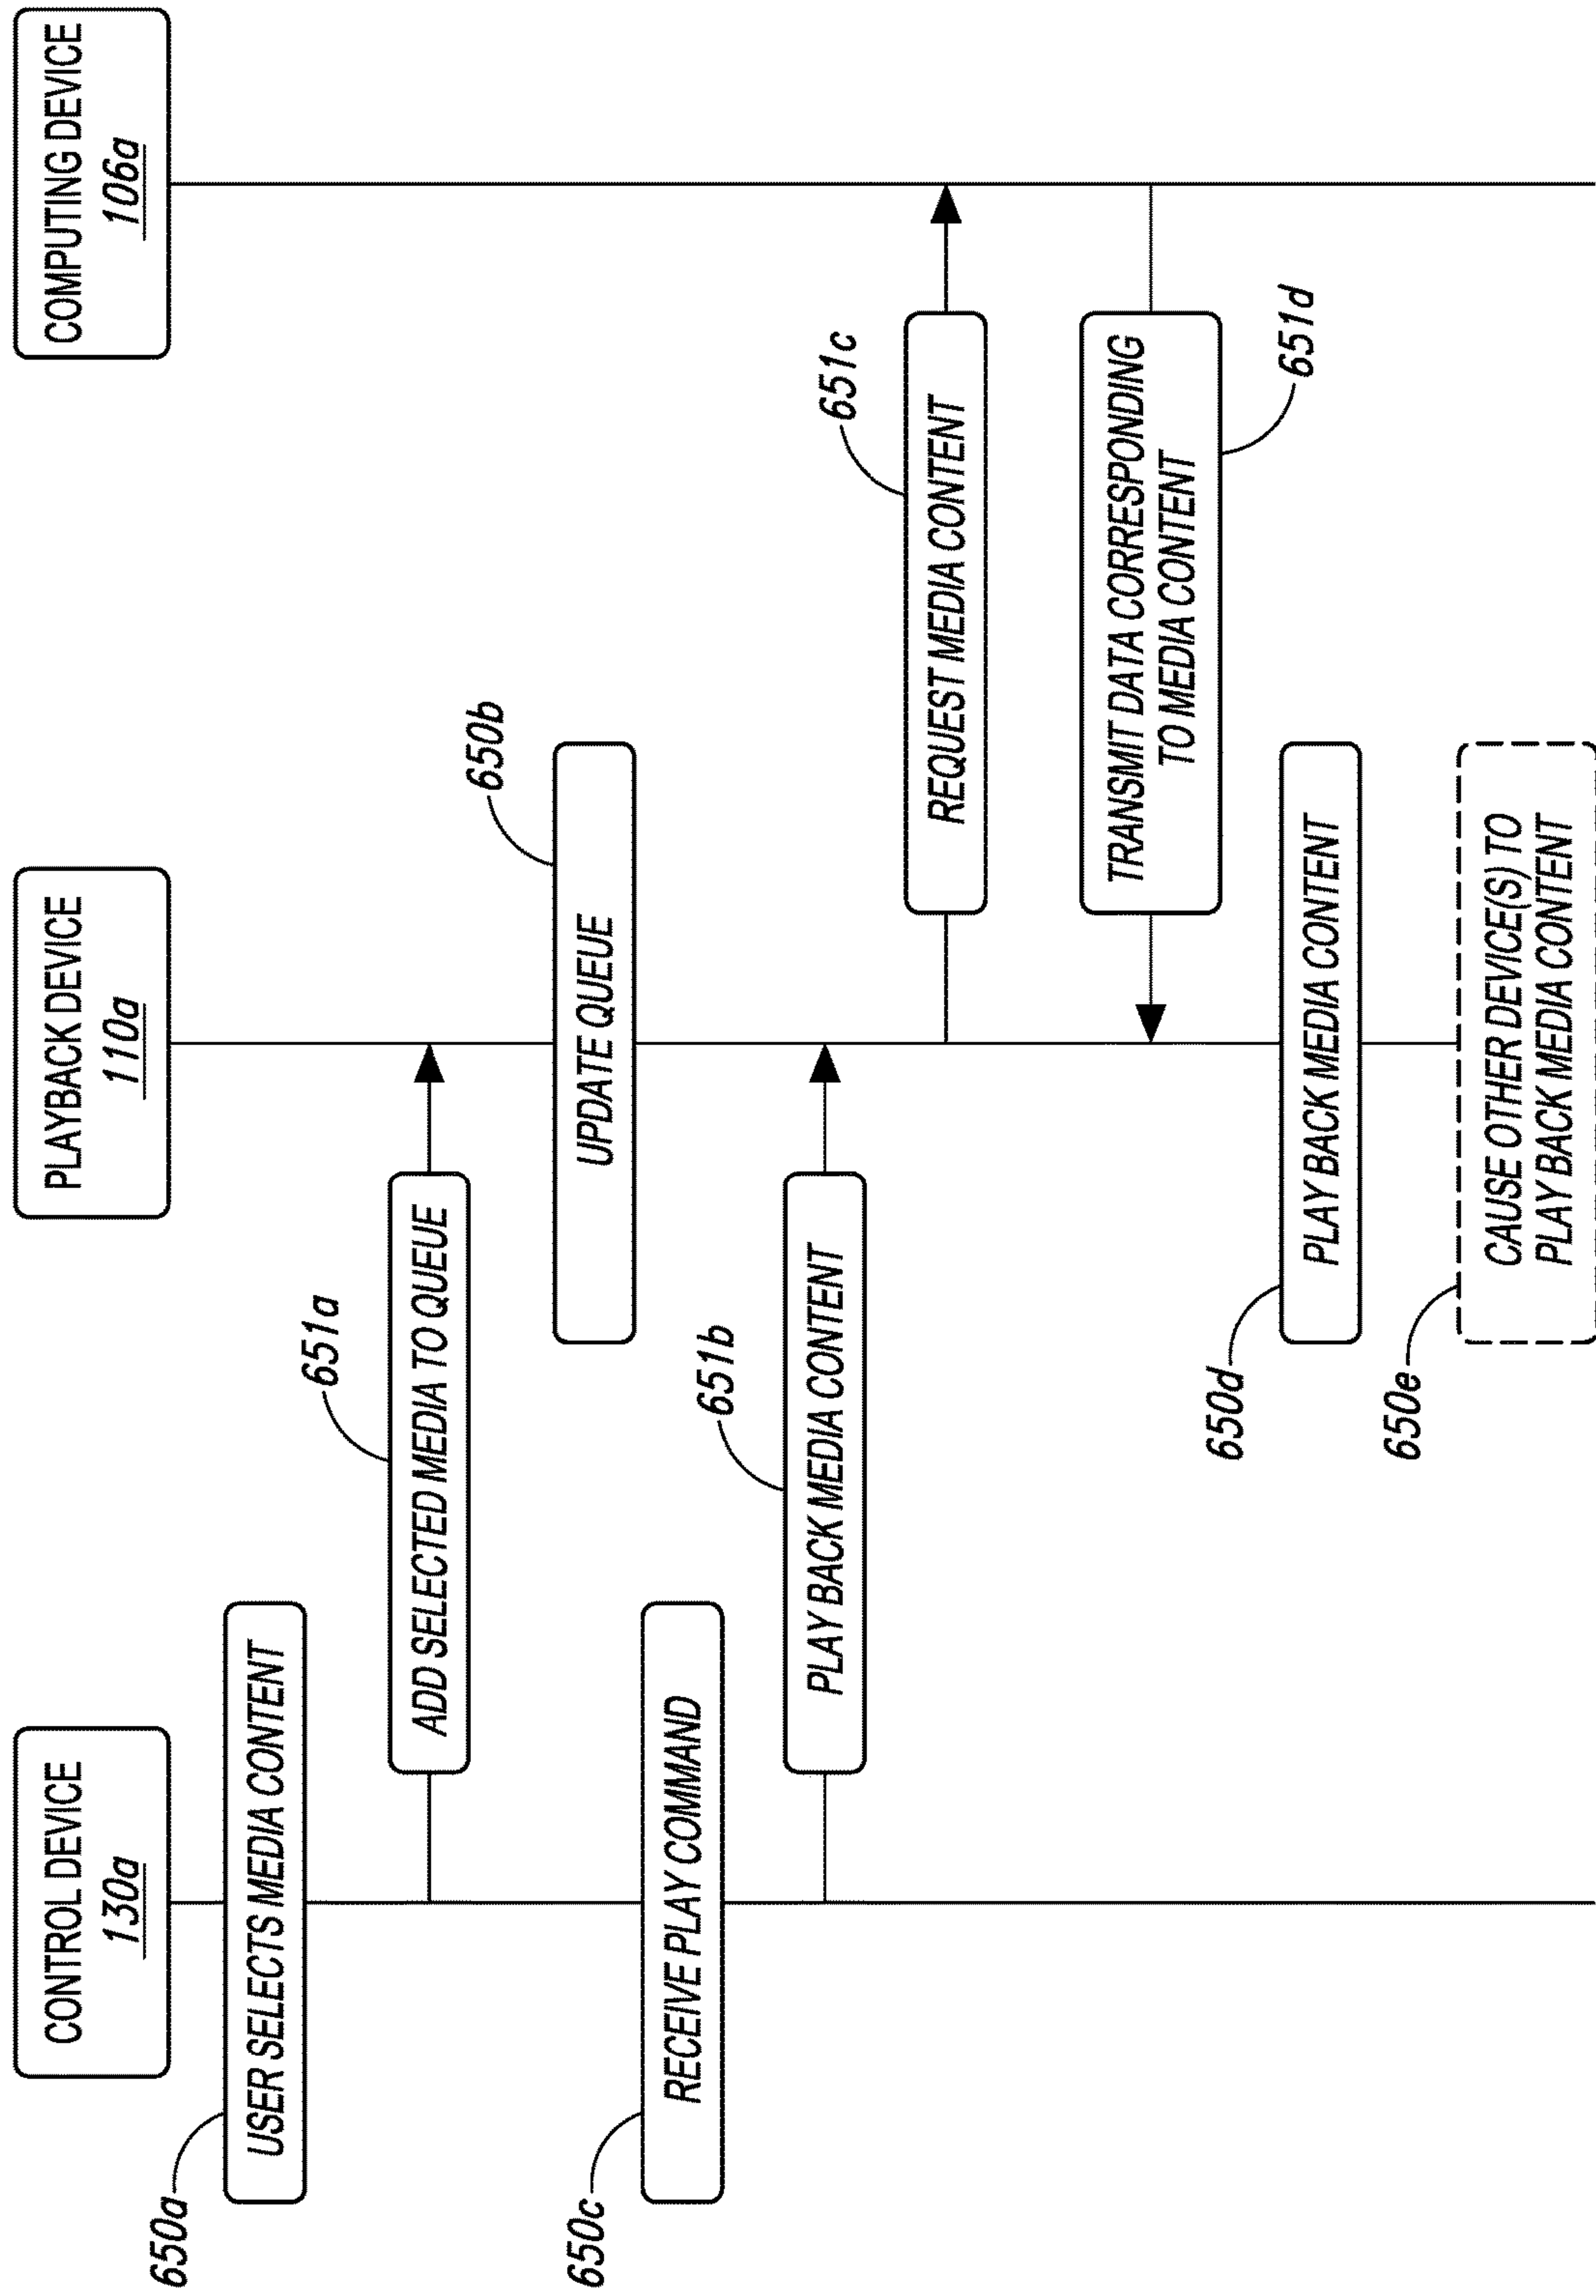 CONTROL DEVICE
130a
PLAYBACK DEVICE
110a
COMPUTING DEVICE
106a
650a
USER SELECTS MEDIA CONTENT
651a
ADD SELECTED MEDIA TO QUEUE
650b
UPDATE QUEUE
650c
RECEIVE PLAY COMMAND
651b
PLAY BACK MEDIA CONTENT
651c
REQUEST MEDIA CONTENT
TRANSMIT DATA CORRESPONDING
TO MEDIA CONTENT
651d
650d
PLAY BACK MEDIA CONTENT
650e
CAUSE OTHER DEVICE(S) TO
PLAY BACK MEDIA CONTENT